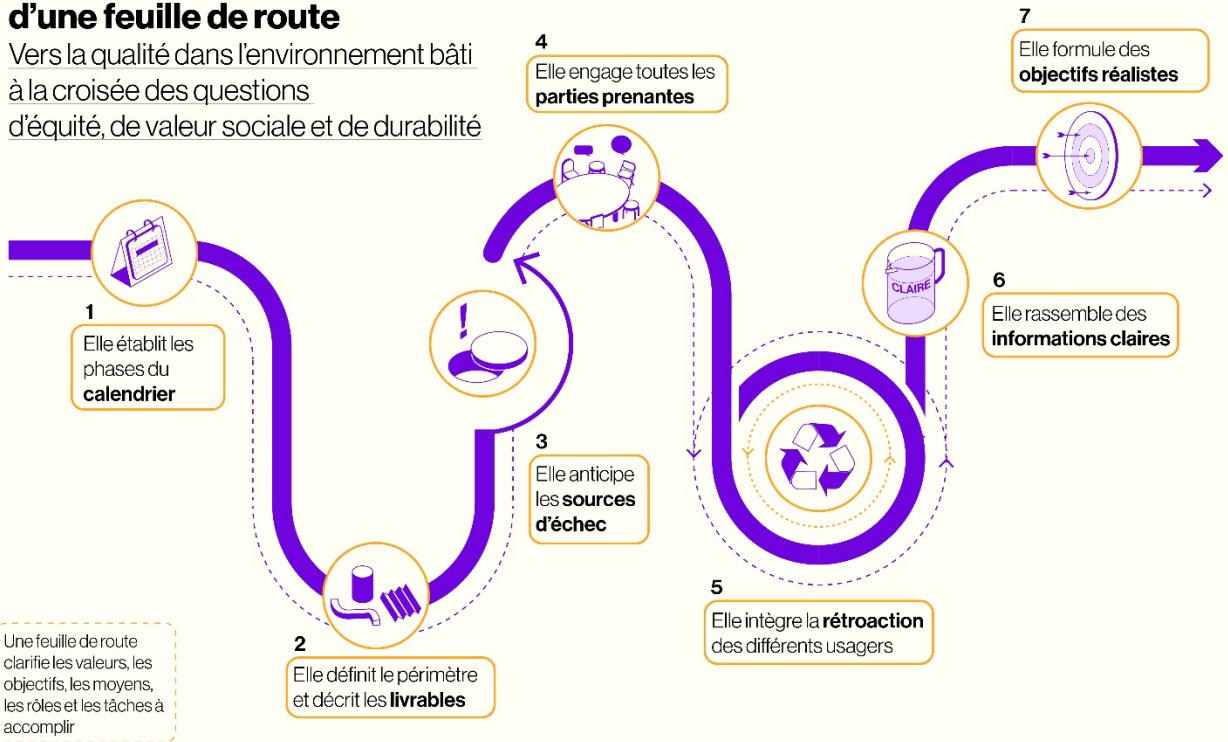 d’une feuille de route
Vers la qualité dans l’environnement bâti
à la croisée des questions
d’équité, de valeur sociale et de durabilité
1
Elle établit les
phases du
calendrier
2
Elle définit le périmètre
et décrit les livrables
3
Elle anticipe
les sources
d’échec
4
Elle engage toutes les
parties prenantes
5
Elle intègre la rétroaction
des différents usagers
CLAIRE
6
Elle rassemble des
informations claires
7
Elle formule des
objectifs réalistes
Une feuille de route
clarifie les valeurs, les
objectifs, les moyens,
les rôles et les tâches à
accomplir